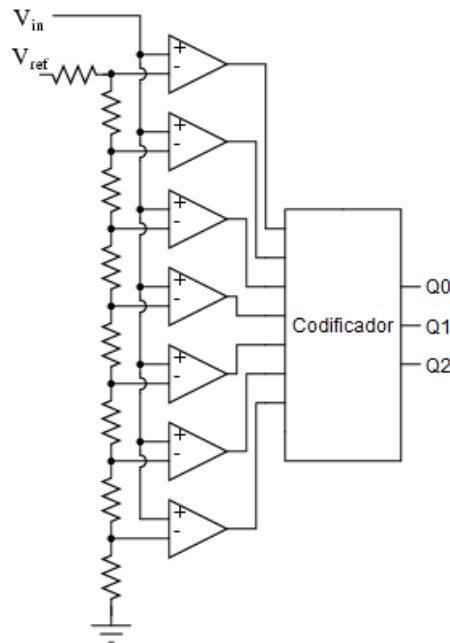 Vin
Vref
+
-
+
-
+
-
+
-
+
-
+
-
+
-
Codificador
Q0
Q1
Q2